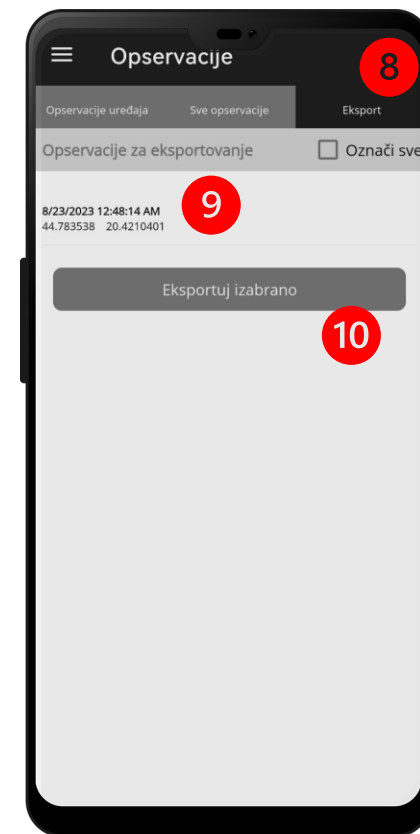 Opservacije
8
Opservacije uređaja Sve opservacije Eksport
Opservacije za eksportovanje Označi sve
8/23/2023 12:48:14 AM
44.783538 20.4210401
9
Eksportuj izabrano
10